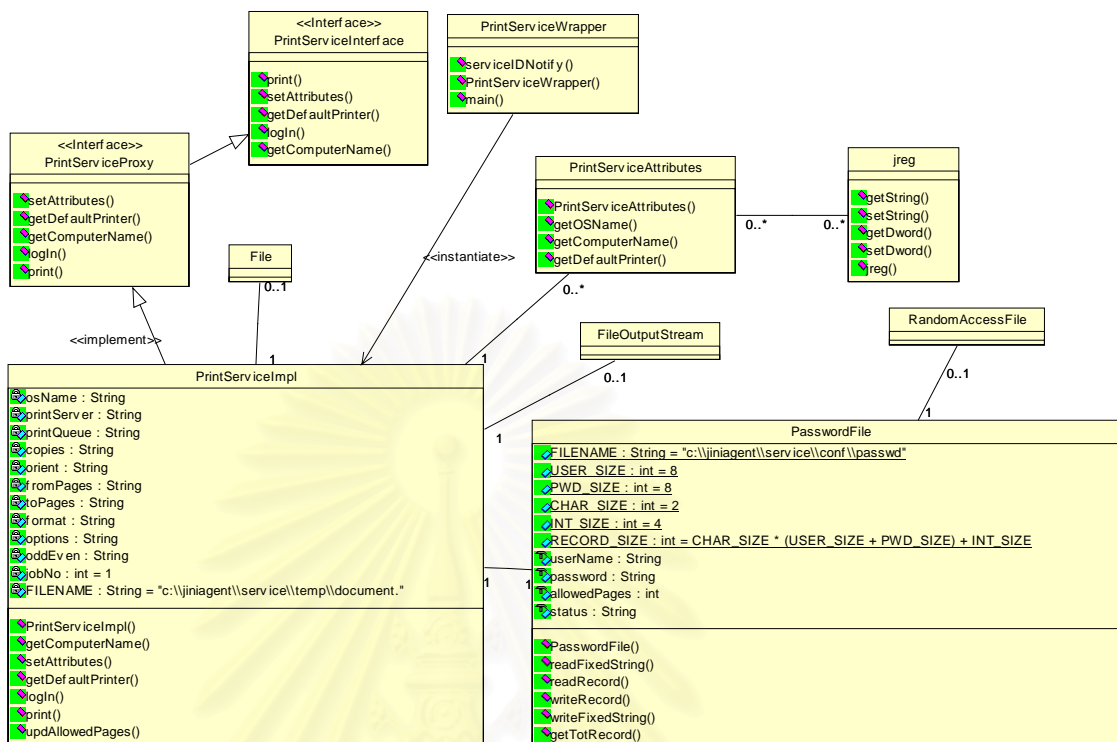 <<Interface>>
PrintServiceInterface
print()
setAttributes()
getDefaultPrinter()
logIn()
getComputerName()
PrintServiceWrapper
serviceIDNotify()
PrintServiceWrapper()
main()
<<Interface>>
PrintServiceProxy
setAttributes()
getDefaultPrinter()
getComputerName()
logIn()
print()
PrintServiceAttributes
PrintServiceAttributes()
getOSName()
getComputerName()
getDefaultPrinter()
0..*
0..*
jreg
getString()
setString()
getDword()
setDword()
jreg()
File
0..1
1
<<instantiate>>
0..*
1
<<implement>>
FileOutputStream
0..1
1
RandomAccessFile
0..1
1
PrintServiceImpl
osName : String
printServer : String
printQueue : String
copies : String
orient : String
fromPages : String
toPages : String
format : String
options : String
oddEven : String
jobNo : int = 1
FILENAME : String = "c:\\jiniagent\\service\\temp\\document."
PrintServiceImpl()
getComputerName()
setAttributes()
getDefaultPrinter()
logIn()
print()
updAllowedPages()
1
1
PasswordFile
FILENAME : String = "c:\\jiniagent\\service\\conf\\passwd"
USER_SIZE : int = 8
PWD_SIZE : int = 8
CHAR_SIZE : int = 2
INT_SIZE : int = 4
RECORD_SIZE : int = CHAR_SIZE * (USER_SIZE + PWD_SIZE) + INT_SIZE
userName : String
password : String
allowedPages : int
status : String
PasswordFile()
readFixedString()
readRecord()
writeRecord()
writeFixedString()
getTotRecord()